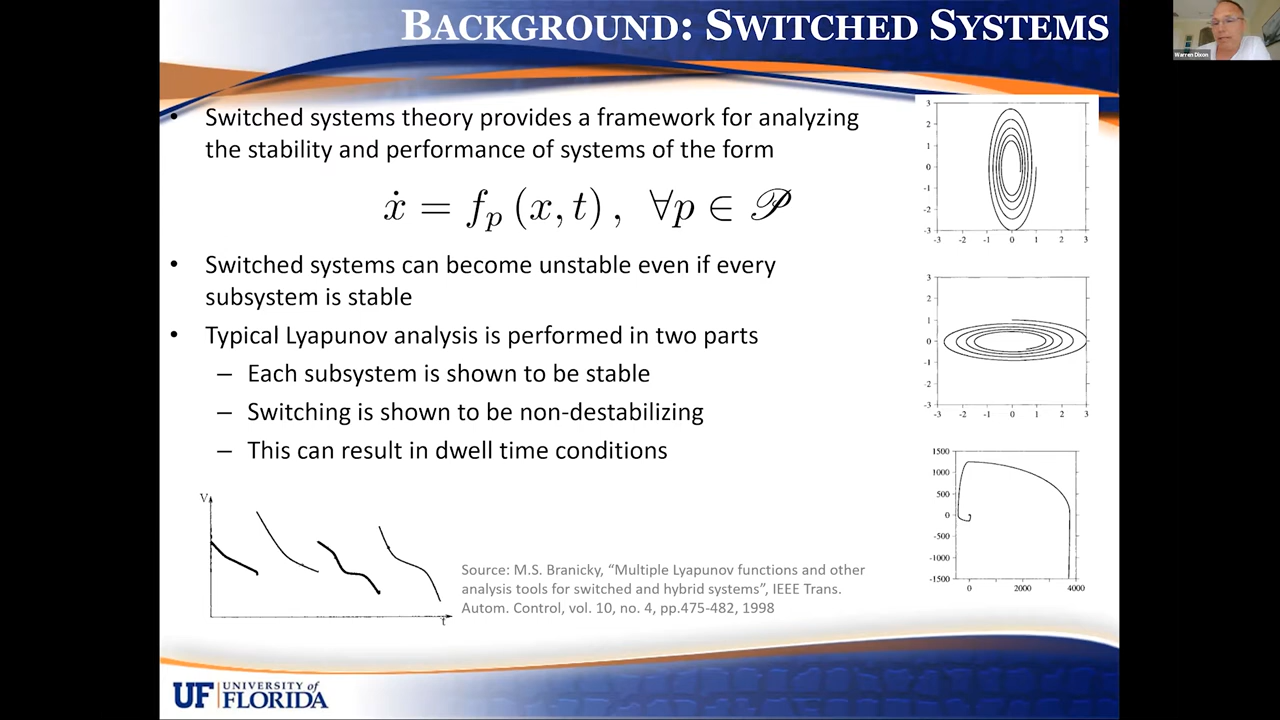 BACKGROUND: SWITCHED SYSTEMS
Warren Dixon
• Switched systems theory provides a framework for analyzing
the stability and performance of systems of the form
ẋ = f_p (x, t) , ∀p ∈ 𝒫
• Switched systems can become unstable even if every
subsystem is stable
• Typical Lyapunov analysis is performed in two parts
– Each subsystem is shown to be stable
– Switching is shown to be non-destabilizing
– This can result in dwell time conditions
3
2
1
0
-1
-2
-3
-3 -2 -1 0 1 2 3
3
2
1
0
-1
-2
-3
-3 -2 -1 0 1 2 3
1500
1000
500
0
-500
-1000
-1500
0 2000 4000
V
t
Source: M.S. Branicky, “Multiple Lyapunov functions and other
analysis tools for switched and hybrid systems”, IEEE Trans.
Autom. Control, vol. 10, no. 4, pp.475-482, 1998
UF UNIVERSITY of
FLORIDA